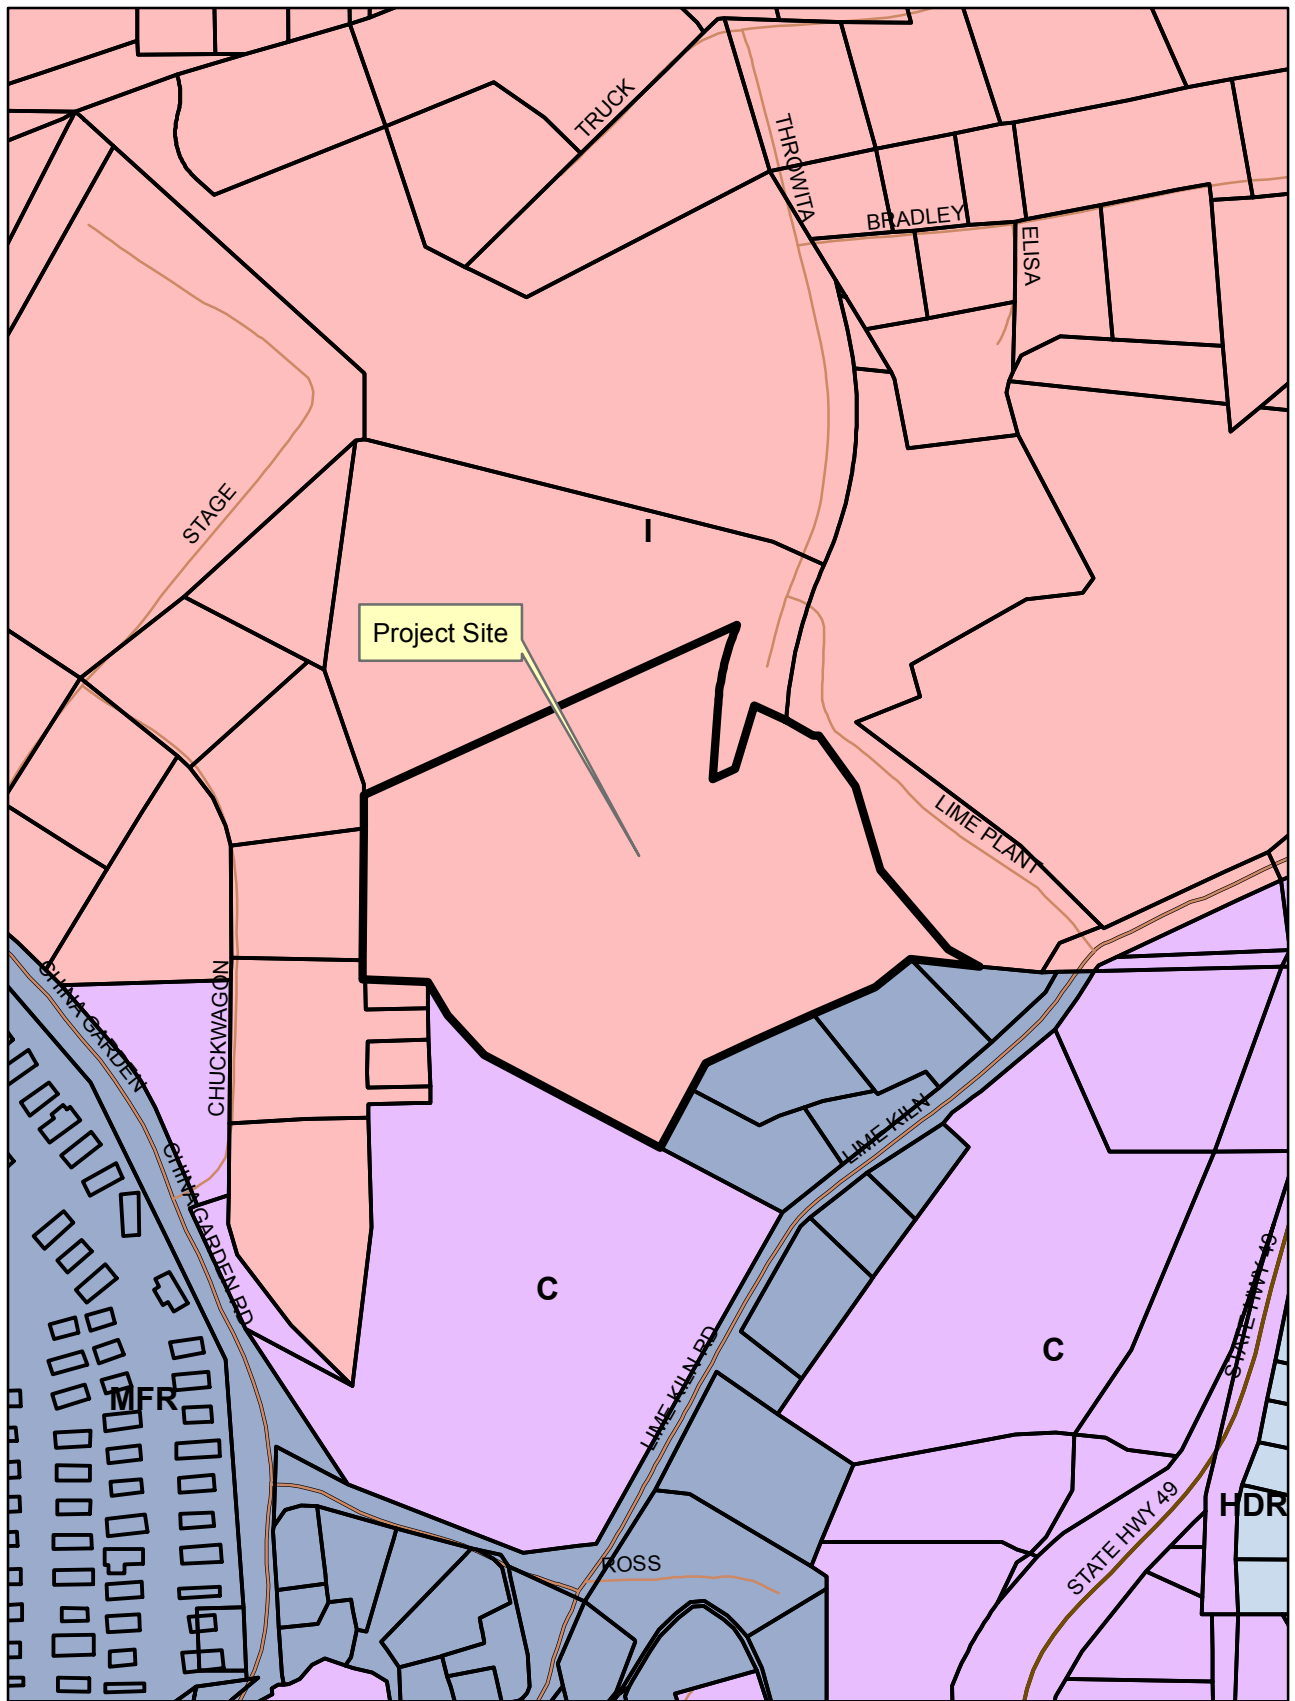 TRUCK
THROWITA
BRADLEY
ELISA
STAGE
I
Project Site
LIME PLANT
CHINA GARDEN
CHUCKWAGON
LIME KILN
CHINA GARDEN RD
STATE HWY 49
C
C
LIME KILN RD
MFR
HDR
STATE HWY 49
ROSS